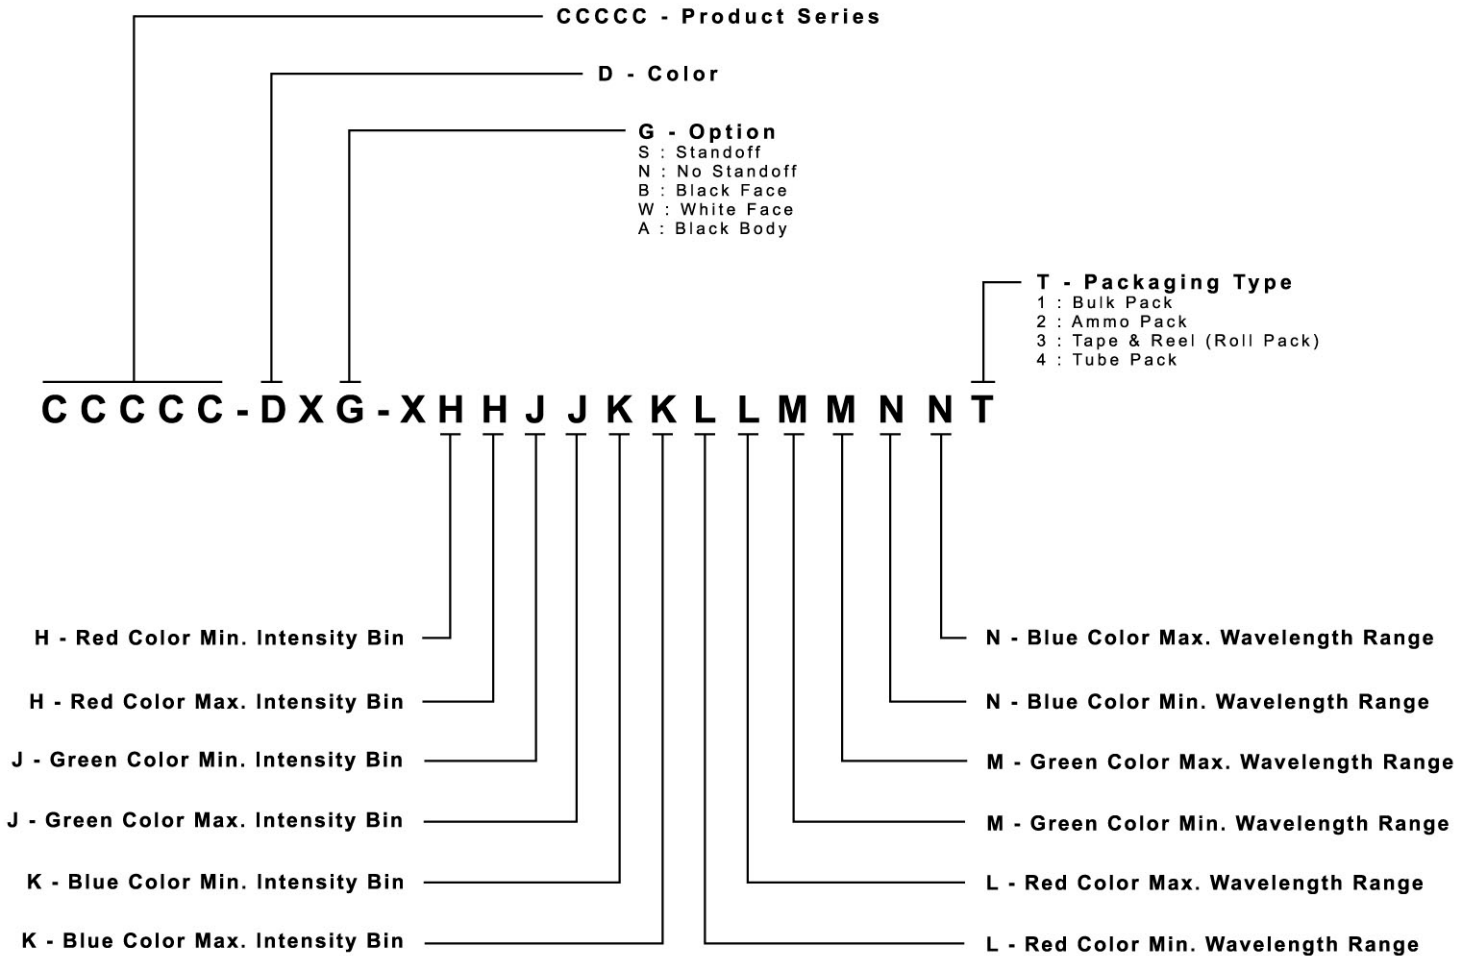 CCCCC - Product Series
D - Color
G - Option
S : Standoff
N : No Standoff
B : Black Face
W : White Face
A : Black Body
T - Packaging Type
1 : Bulk Pack
2 : Ammo Pack
3 : Tape & Reel (Roll Pack)
4 : Tube Pack
CCCCC-DXG-XHHJJKKLLMMNNT
H - Red Color Min. Intensity Bin
N - Blue Color Max. Wavelength Range
H - Red Color Max. Intensity Bin
N - Blue Color Min. Wavelength Range
J - Green Color Min. Intensity Bin
M - Green Color Max. Wavelength Range
J - Green Color Max. Intensity Bin
M - Green Color Min. Wavelength Range
K - Blue Color Min. Intensity Bin
L - Red Color Max. Wavelength Range
K - Blue Color Max. Intensity Bin
L - Red Color Min. Wavelength Range